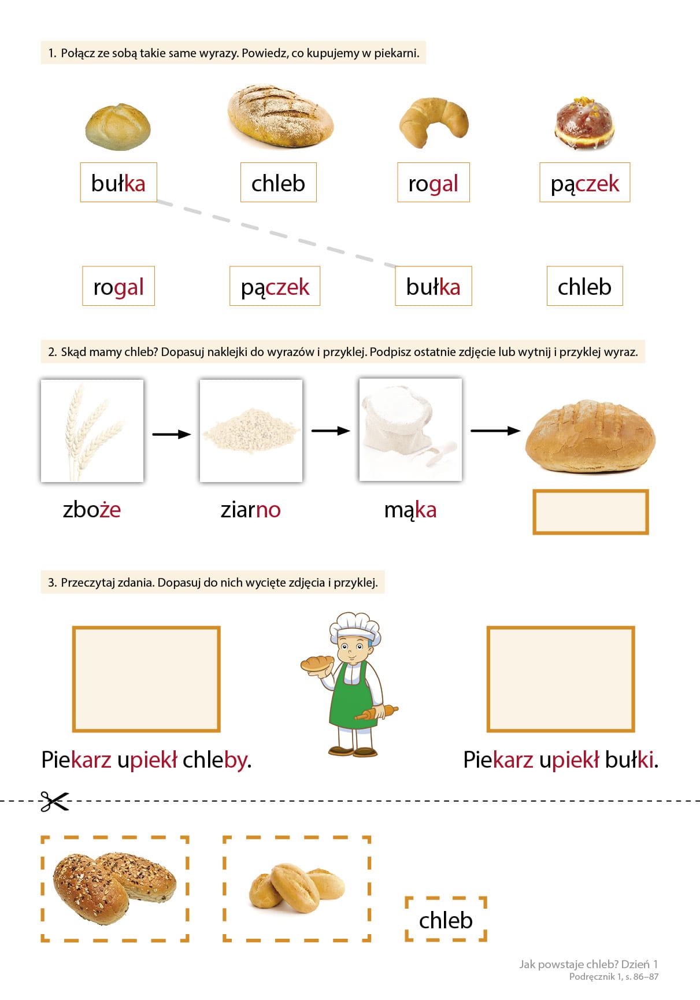 1. Połącz ze sobą takie same wyrazy. Powiedz, co kupujemy w piekarni.
bułka chleb rogal pączek
rogal pączek bułka chleb
2. Skąd mamy chleb? Dopasuj naklejki do wyrazów i przyklej. Podpisz ostatnie zdjęcie lub wytnij i przyklej wyraz.
zboże ziarno mąka
3. Przeczytaj zdania. Dopasuj do nich wycięte zdjęcia i przyklej.
Piekarz upiekł chleby. Piekarz upiekł bułki.
chleb
Jak powstaje chleb? Dzień 1
Podręcznik 1, s. 86–87